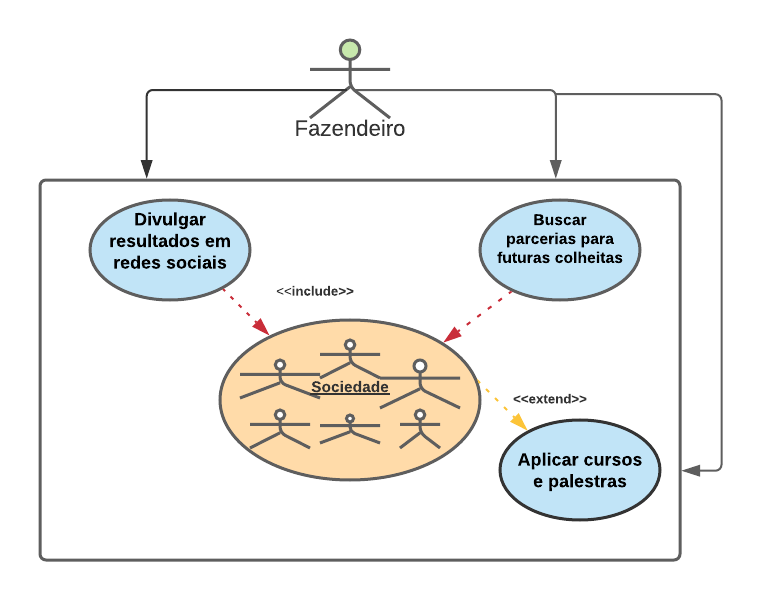 Fazendeiro
Divulgar
resultados em
redes sociais
Buscar
parcerias para
futuras colheitas
<<include>>
Sociedade
<<extend>>
Aplicar cursos
e palestras